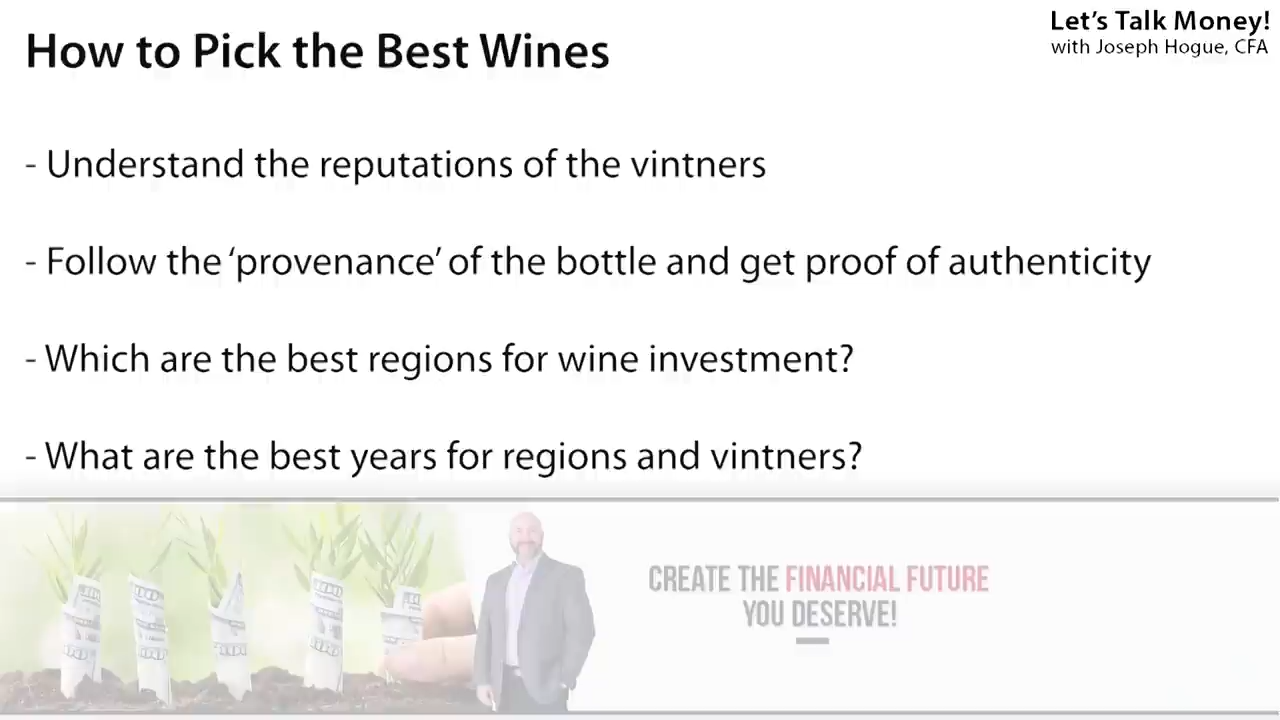 How to Pick the Best Wines
Let's Talk Money!
with Joseph Hogue, CFA
- Understand the reputations of the vintners
- Follow the ‘provenance’ of the bottle and get proof of authenticity
- Which are the best regions for wine investment?
- What are the best years for regions and vintners?
CREATE THE FINANCIAL FUTURE
YOU DESERVE!